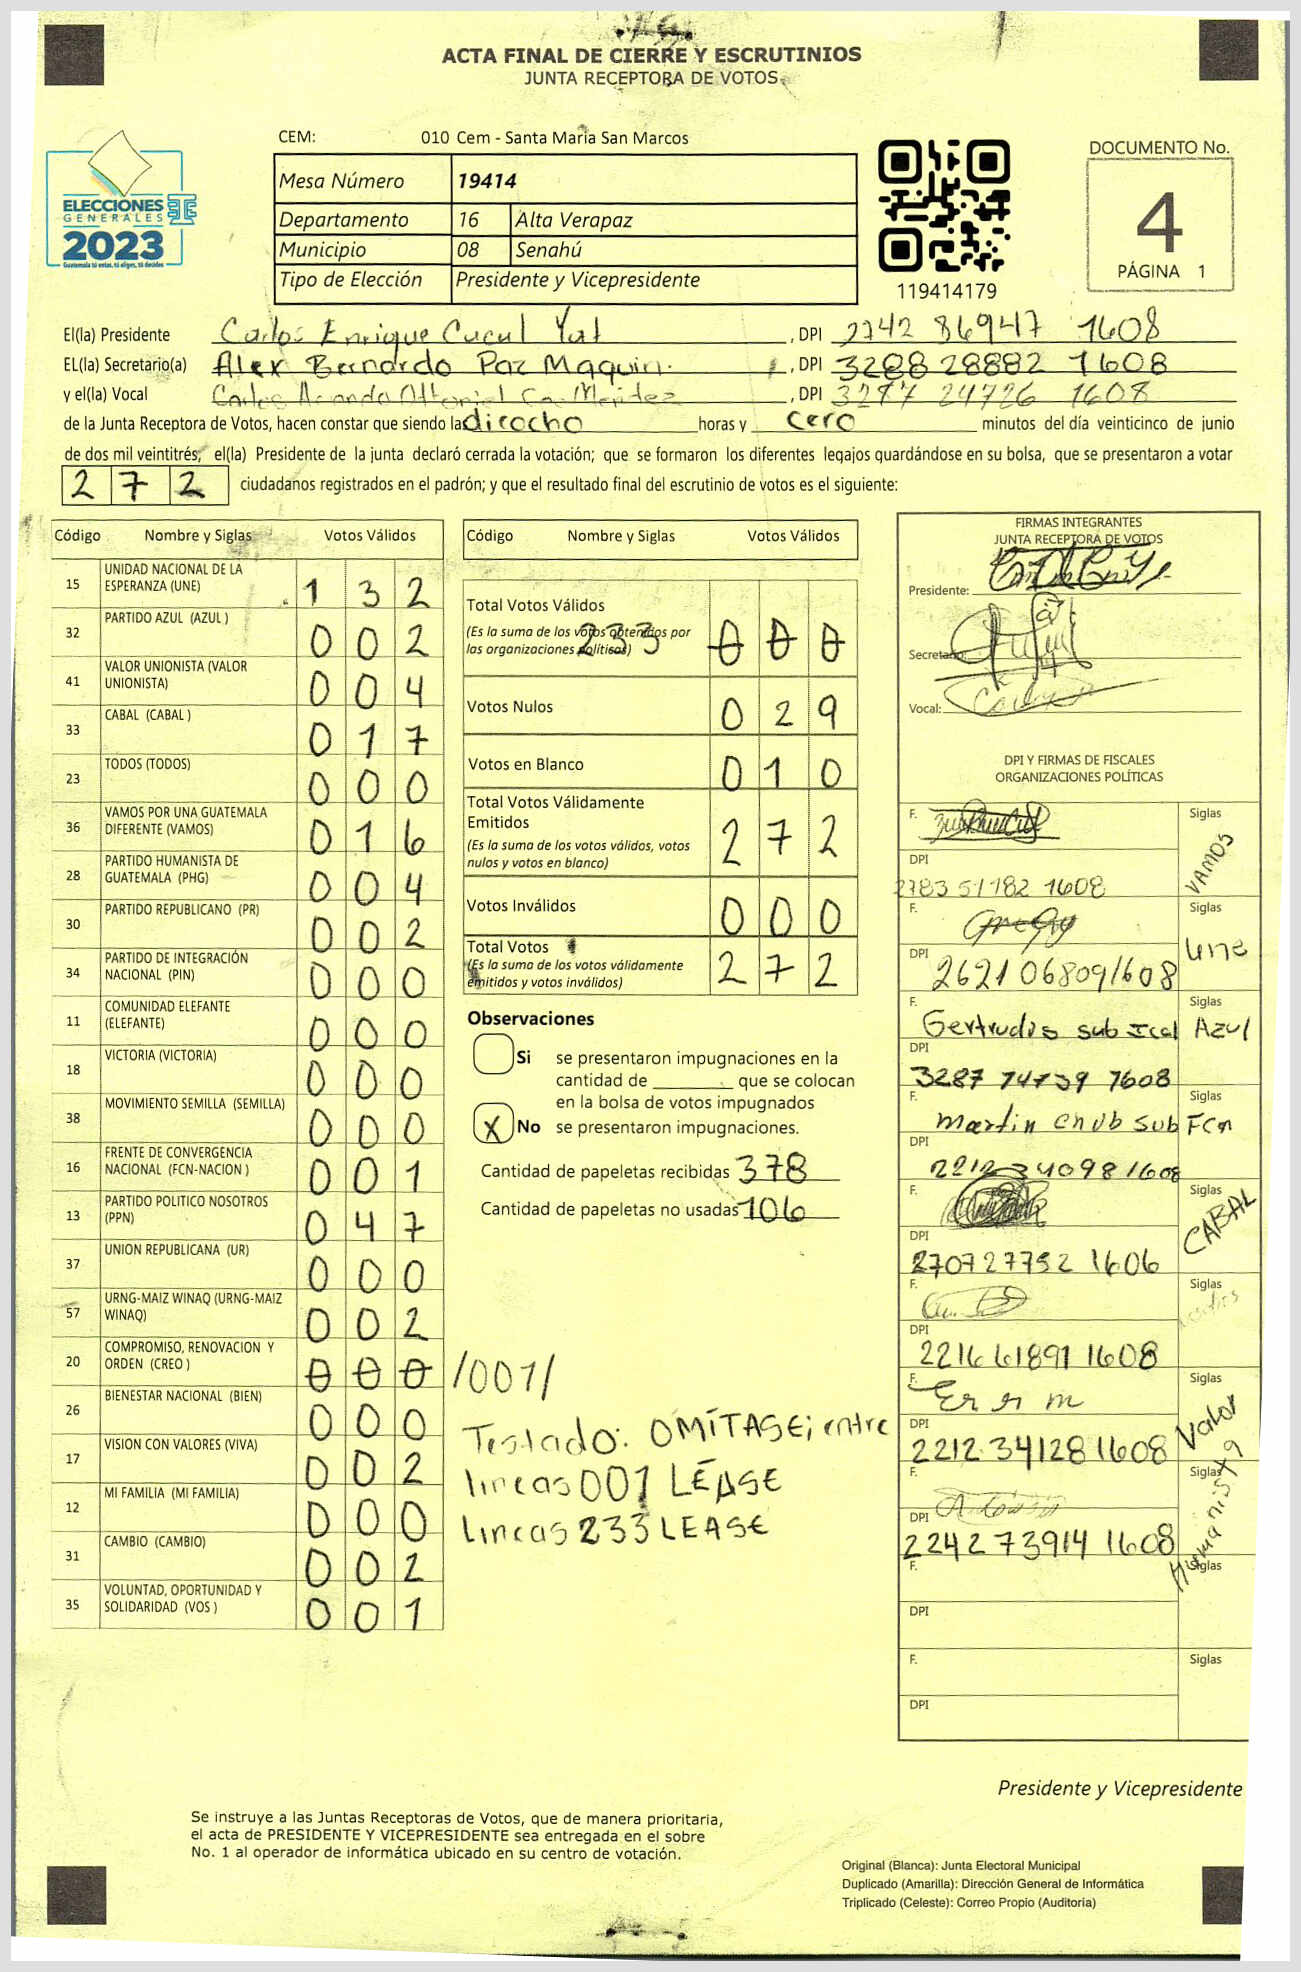 ACTA FINAL DE CIERRE Y ESCRUTINIOS
JUNTA RECEPTORA DE VOTOS
CEM: 010 Cem - Santa Maria San Marcos
ELECCIONES
GENERALES
2023
Guatemala tú votas, tú eliges, tú decides
Mesa Número 19414
Departamento 16 Alta Verapaz
Municipio 08 Senahú
Tipo de Elección Presidente y Vicepresidente
119414179
DOCUMENTO No.
4
PÁGINA 1
El(la) Presidente Carlos Enrique Cucul Yat , DPI 2742 86947 1608
EL(la) Secretario(a) Alex Bernardo Paz Maquin. , DPI 3288 28882 1608
y el(la) Vocal Carlos , DPI 3287 24726 1608
de la Junta Receptora de Votos, hacen constar que siendo la diocho horas y cero minutos del día veinticinco de junio
de dos mil veintitrés, el(la) Presidente de la junta declaró cerrada la votación; que se formaron los diferentes legajos quardándose en su bolsa, que se presentaron a votar
272 ciudadanos registrados en el padrón; y que el resultado final del escrutinio de votos es el siguiente:
Código Nombre y Siglas Votos Válidos
15 UNIDAD NACIONAL DE LA ESPERANZA (UNE) 1 3 2
32 PARTIDO AZUL (AZUL ) 0 0 2
41 VALOR UNIONISTA (VALOR UNIONISTA) 0 0 4
33 CABAL (CABAL ) 0 1 7
23 TODOS (TODOS) 0 0 0
36 VAMOS POR UNA GUATEMALA DIFERENTE (VAMOS) 0 1 6
28 PARTIDO HUMANISTA DE GUATEMALA (PHG) 0 0 4
30 PARTIDO REPUBLICANO (PR) 0 0 2
34 PARTIDO DE INTEGRACIÓN NACIONAL (PIN) 0 0 0
11 COMUNIDAD ELEFANTE (ELEFANTE) 0 0 0
18 VICTORIA (VICTORIA) 0 0 0
38 MOVIMIENTO SEMILLA (SEMILLA) 0 0 0
16 FRENTE DE CONVERGENCIA NACIONAL (FCN-NACION ) 0 0 1
13 PARTIDO POLITICO NOSOTROS (PPN) 0 4 7
37 UNION REPUBLICANA (UR) 0 0 0
57 URNG-MAIZ WINAQ (URNG-MAIZ WINAQ) 0 0 2
20 COMPROMISO, RENOVACION Y ORDEN (CREO ) 0 0 0 /001/
26 BIENESTAR NACIONAL (BIEN) 0 0 0
17 VISION CON VALORES (VIVA) 0 0 2
12 MI FAMILIA (MI FAMILIA) 0 0 0
31 CAMBIO (CAMBIO) 0 0 2
35 VOLUNTAD, OPORTUNIDAD Y SOLIDARIDAD (VOS ) 0 0 1
Código Nombre y Siglas Votos Válidos
Total Votos Válidos
(Es la suma de los votos obtenidos por
las organizaciones políticas) 233 0 0 0
Votos Nulos 0 2 9
Votos en Blanco 0 1 0
Total Votos Válidamente
Emitidos
(Es la suma de los votos válidos, votos
nulos y votos en blanco) 2 7 2
Votos Inválidos 0 0 0
Total Votos
(Es la suma de los votos válidamente
emitidos y votos inválidos) 2 7 2
Observaciones
Si se presentaron impugnaciones en la
cantidad de ________ que se colocan
en la bolsa de votos impugnados
X No se presentaron impugnaciones.
Cantidad de papeletas recibidas 378
Cantidad de papeletas no usadas 106
Testado: OMÍTASE; entre
lineas 001 LÉASE
lineas 233 LEASE
FIRMAS INTEGRANTES
JUNTA RECEPTORA DE VOTOS
Presidente:
Secretario:
Vocal:
DPI Y FIRMAS DE FISCALES
ORGANIZACIONES POLÍTICAS
F. Siglas VAMOS
DPI 2783 51182 1608
F. Siglas Une
DPI 2621 06809 1608
F. Gertrudis sub Ical Siglas Azul
DPI 3287 74739 1608
F. Martin Chub Sub Siglas Fcn
DPI 2212 34098 1608
F. Siglas CABAL
DPI 2707 27752 1606
F. Siglas
DPI 2216 61891 1608
F. Siglas Valor
DPI 2212 34128 1608
F. Siglas Humanista
DPI 2242 73914 1608
F. Siglas
DPI
F. Siglas
DPI
Presidente y Vicepresidente
Se instruye a las Juntas Receptoras de Votos, que de manera prioritaria,
el acta de PRESIDENTE Y VICEPRESIDENTE sea entregada en el sobre
No. 1 al operador de informática ubicado en su centro de votación.
Original (Blanca): Junta Electoral Municipal
Duplicado (Amarilla): Dirección General de Informática
Triplicado (Celeste): Correo Propio (Auditoria)